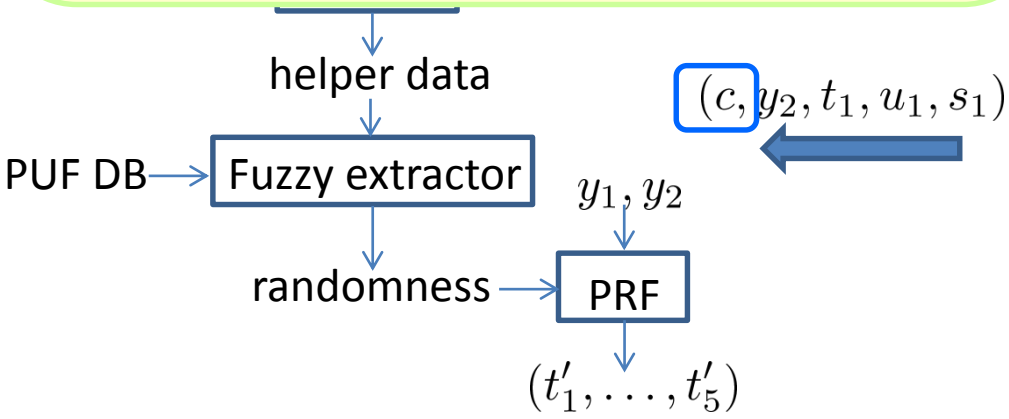 helper data
(c, y₂, t₁, u₁, s₁)
PUF DB
Fuzzy extractor
y₁, y₂
randomness
PRF
(t′₁, . . . , t′₅)